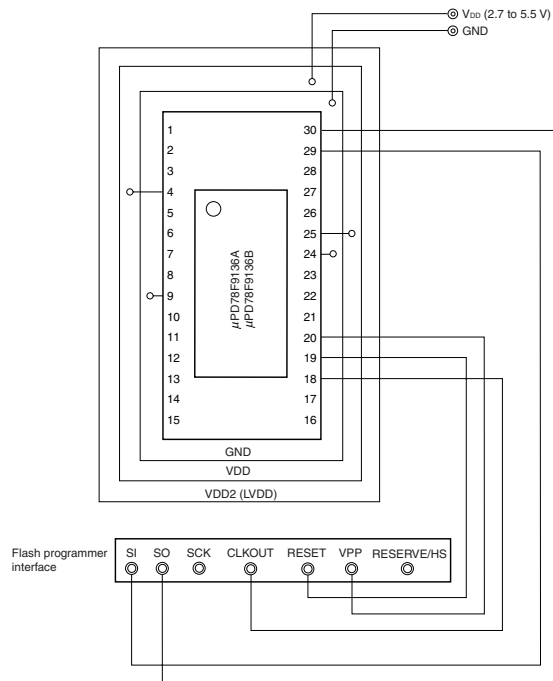 VDD (2.7 to 5.5 V)
GND
1 30
2 29
3 28
4 27
5 26
6 25
7 24
8 23
9 22
10 21
11 20
12 19
13 18
14 17
15 16
μPD78F9136A
μPD78F9136B
GND
VDD
VDD2 (LVDD)
Flash programmer
interface
SI SO SCK CLKOUT RESET VPP RESERVE/HS